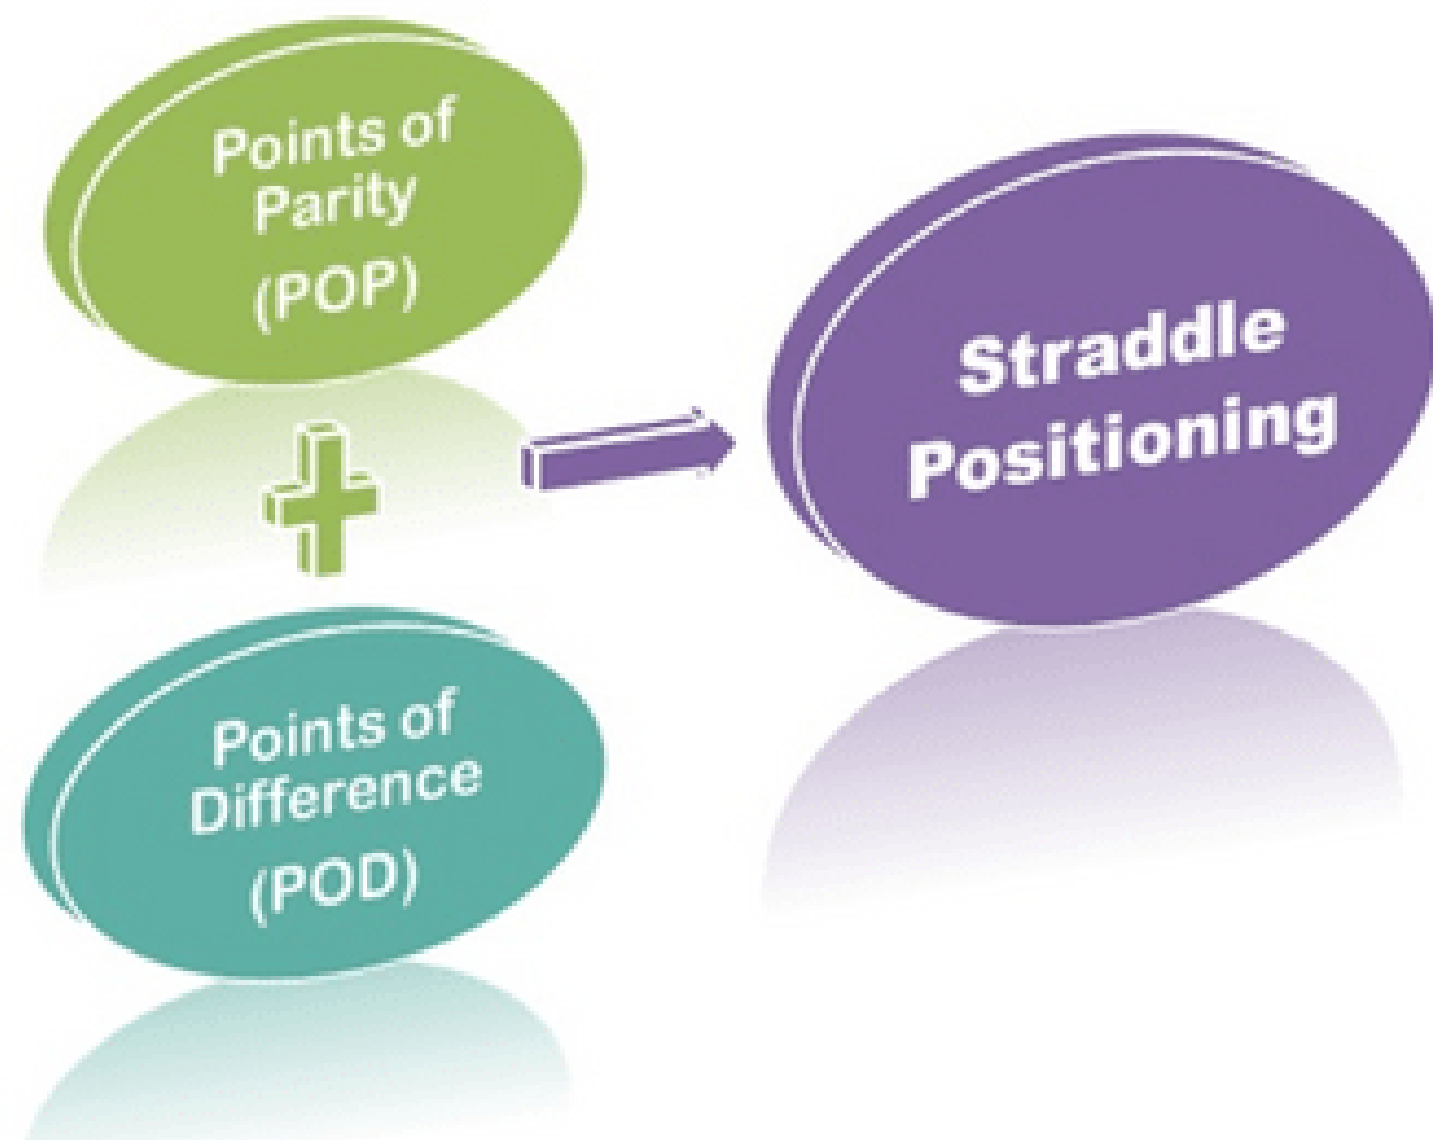 Points of
Parity
(POP)
Points of
Difference
(POD)
Straddle
Positioning